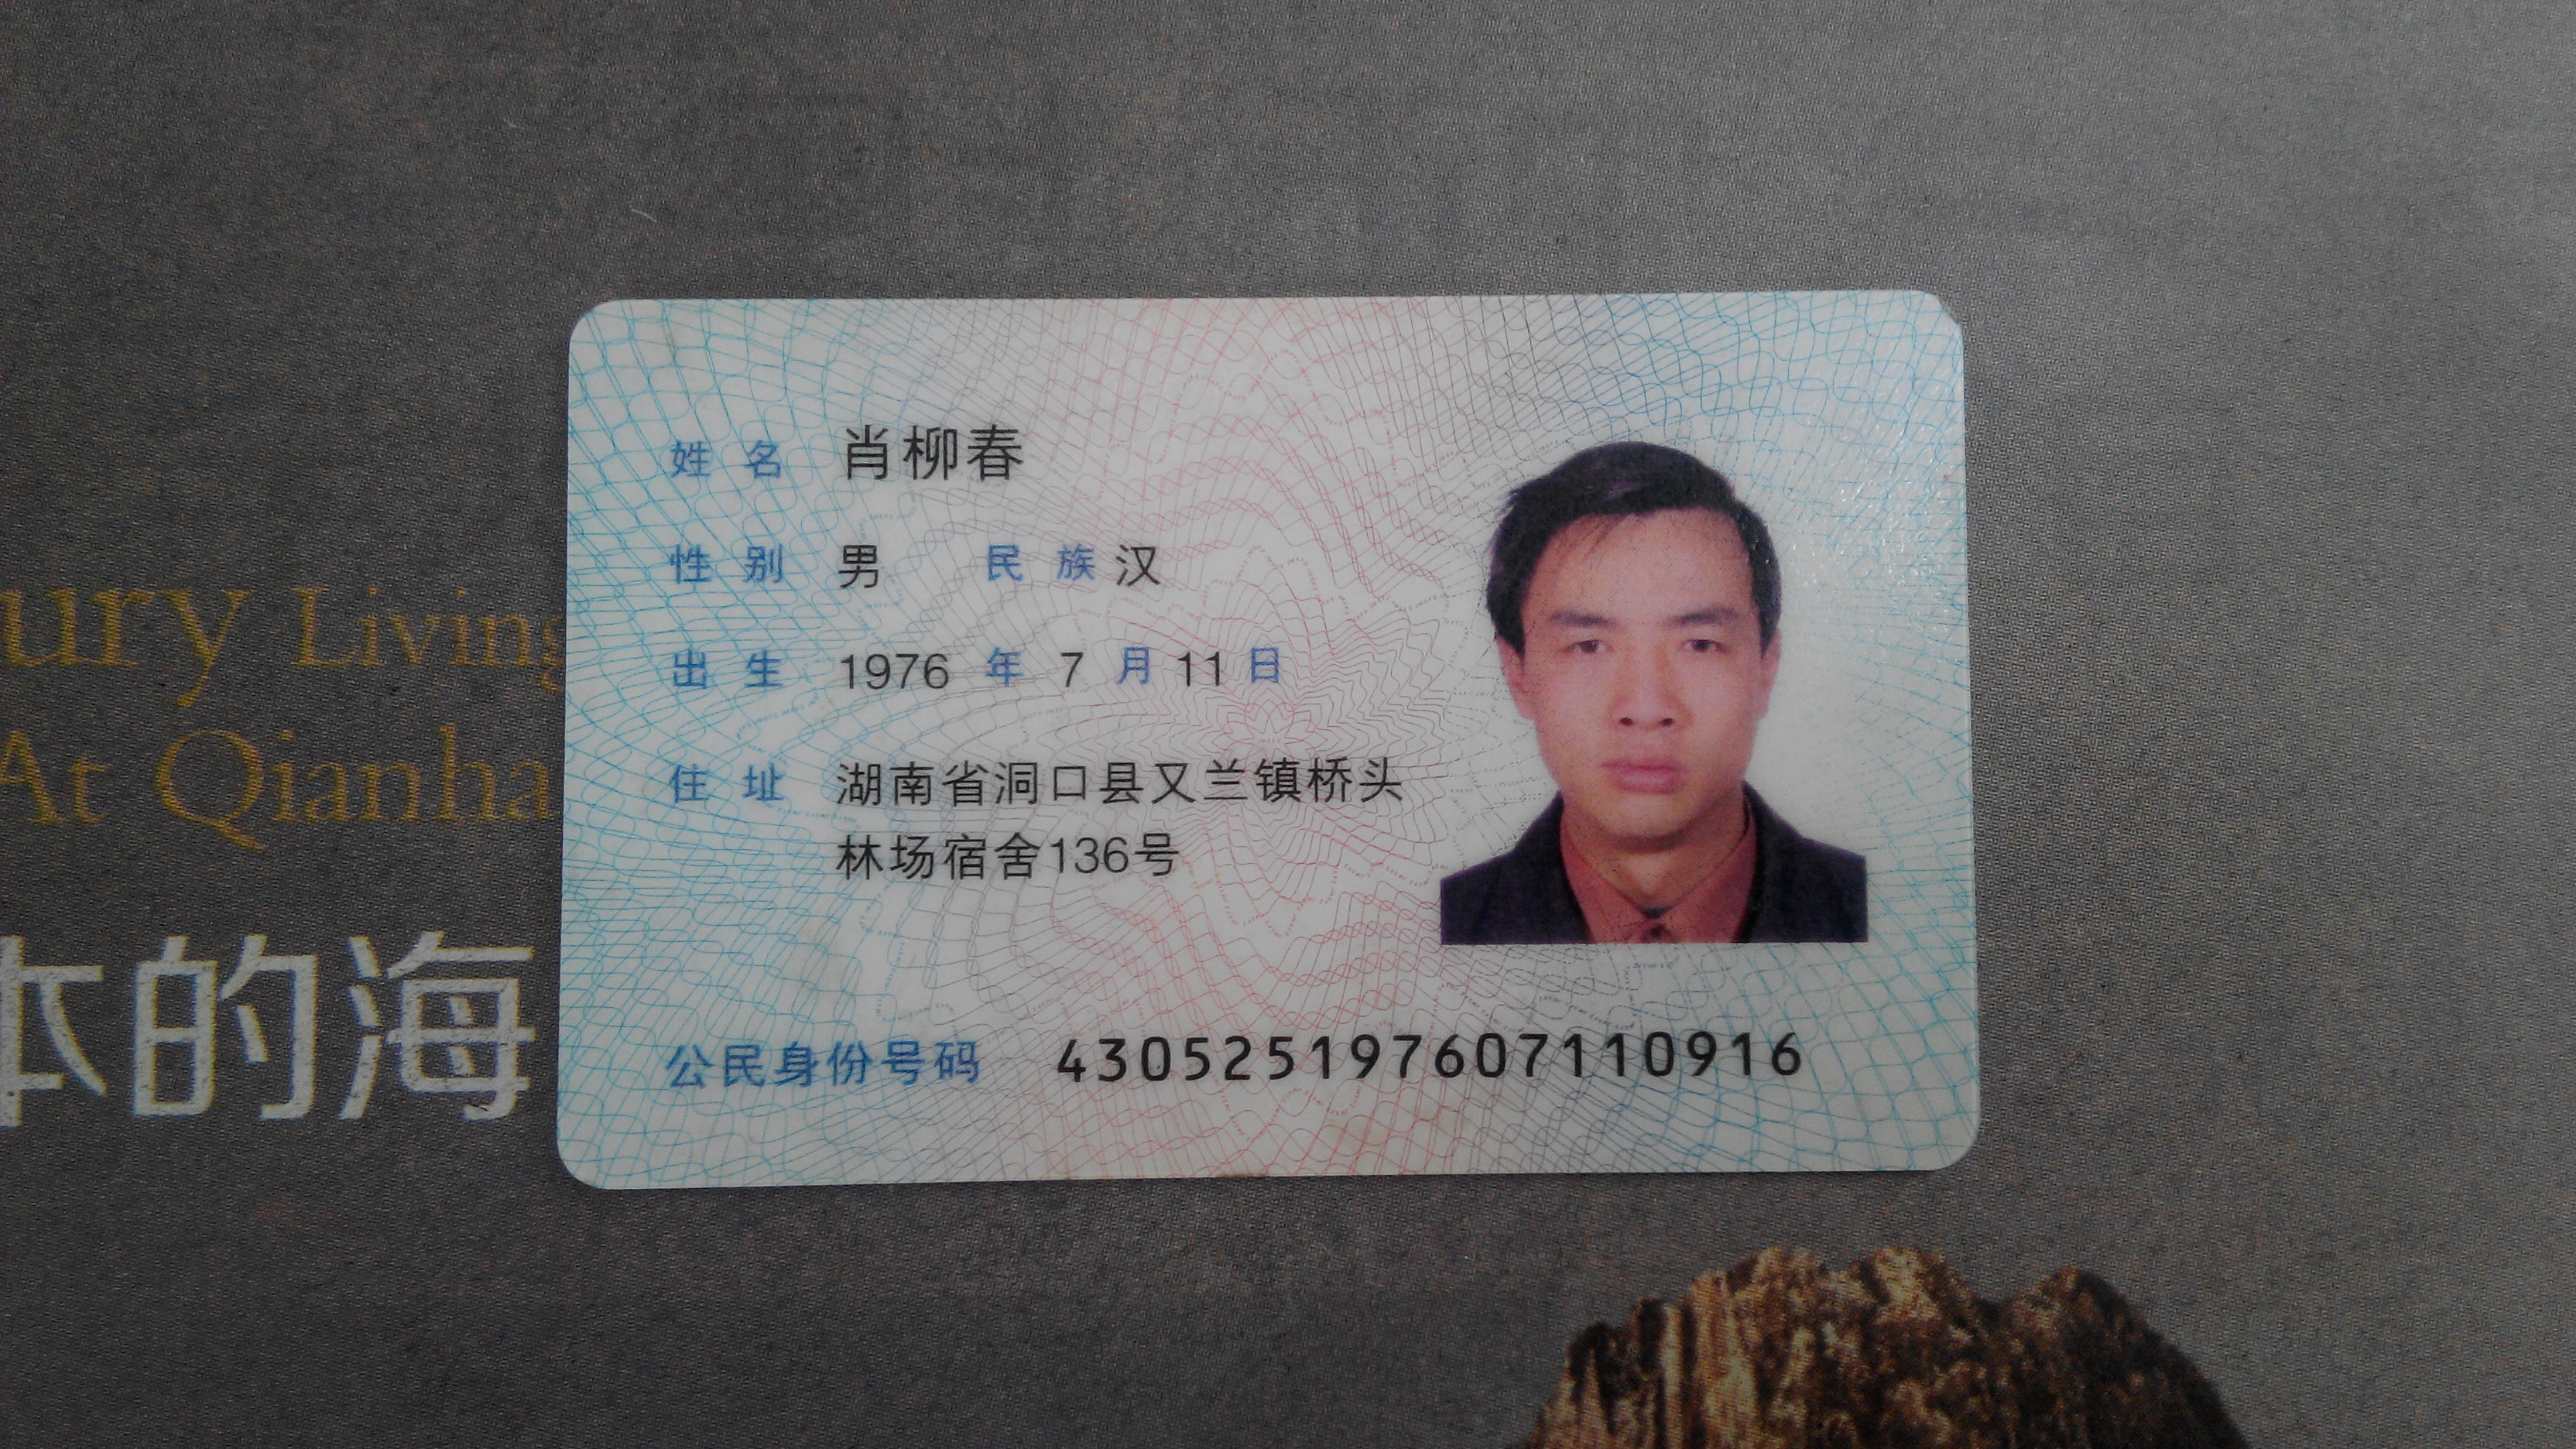 姓名 肖柳春
性别 男 民族 汉
出生 1976 年 7 月 11 日
住址 湖南省洞口县又兰镇桥头
林场宿舍136号
公民身份号码 430525197607110916
ury Living
At Qianha
本的海